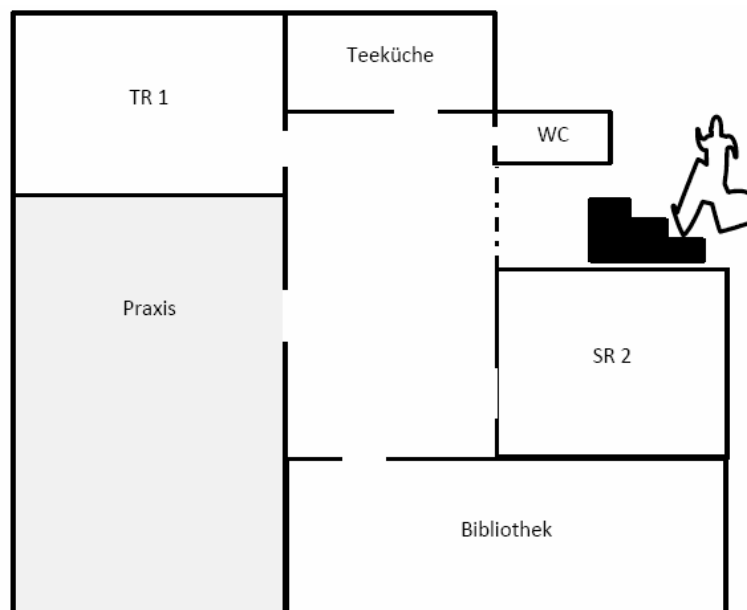 Teeküche
TR 1
WC
Praxis
SR 2
Bibliothek